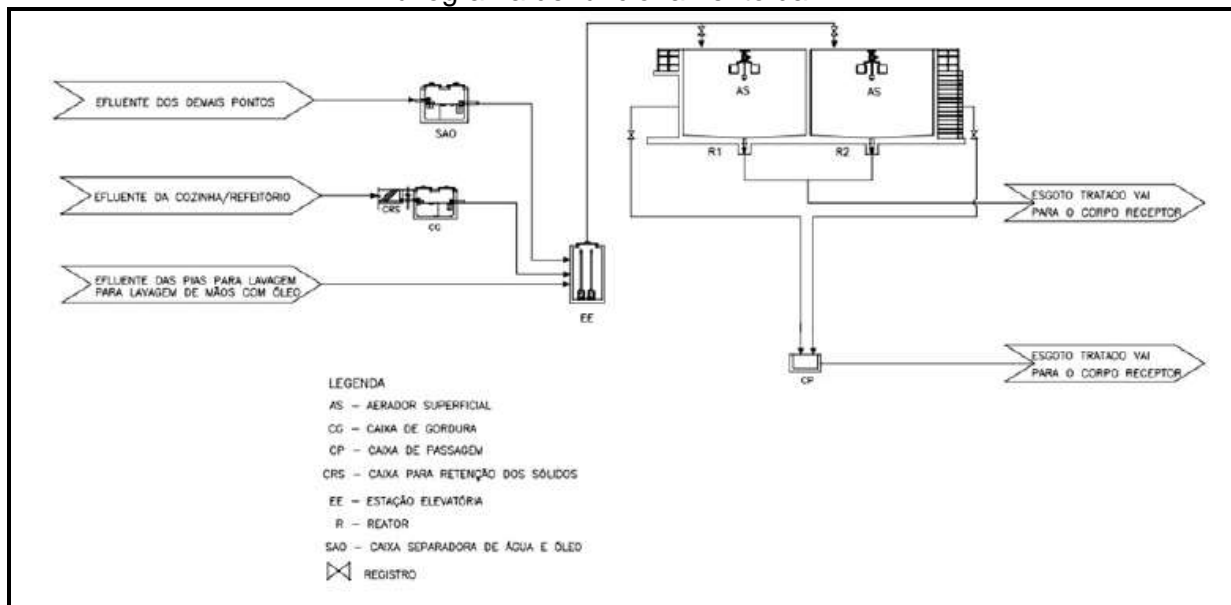 EFLUENTE DOS DEMAIS PONTOS
SAO
EFLUENTE DA COZINHA/REFEITÓRIO
CRS
CG
EFLUENTE DAS PIAS PARA LAVAGEM
PARA LAVAGEM DE MÃOS COM ÓLEO
EE
AS
AS
R1
R2
ESGOTO TRATADO VAI
PARA O CORPO RECEPTOR
CP
ESGOTO TRATADO VAI
PARA O CORPO RECEPTOR
LEGENDA
AS – AERADOR SUPERFICIAL
CG – CAIXA DE GORDURA
CP – CAIXA DE PASSAGEM
CRS – CAIXA PARA RETENÇÃO DOS SÓLIDOS
EE – ESTAÇÃO ELEVATÓRIA
R – REATOR
SAO – CAIXA SEPARADORA DE ÁGUA E ÓLEO
REGISTRO